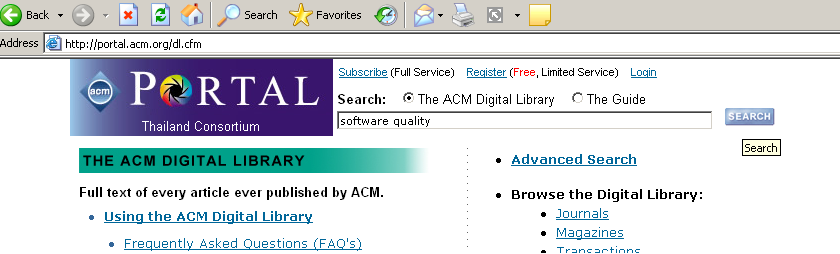 Back Search Favorites
Address http://portal.acm.org/dl.cfm
acm PORTAL
Thailand Consortium
Subscribe (Full Service) Register (Free, Limited Service) Login
Search: The ACM Digital Library The Guide
software quality SEARCH
Search
THE ACM DIGITAL LIBRARY
Full text of every article ever published by ACM.
Using the ACM Digital Library
Frequently Asked Questions (FAQ's)
Advanced Search
Browse the Digital Library:
Journals
Magazines
Transactions